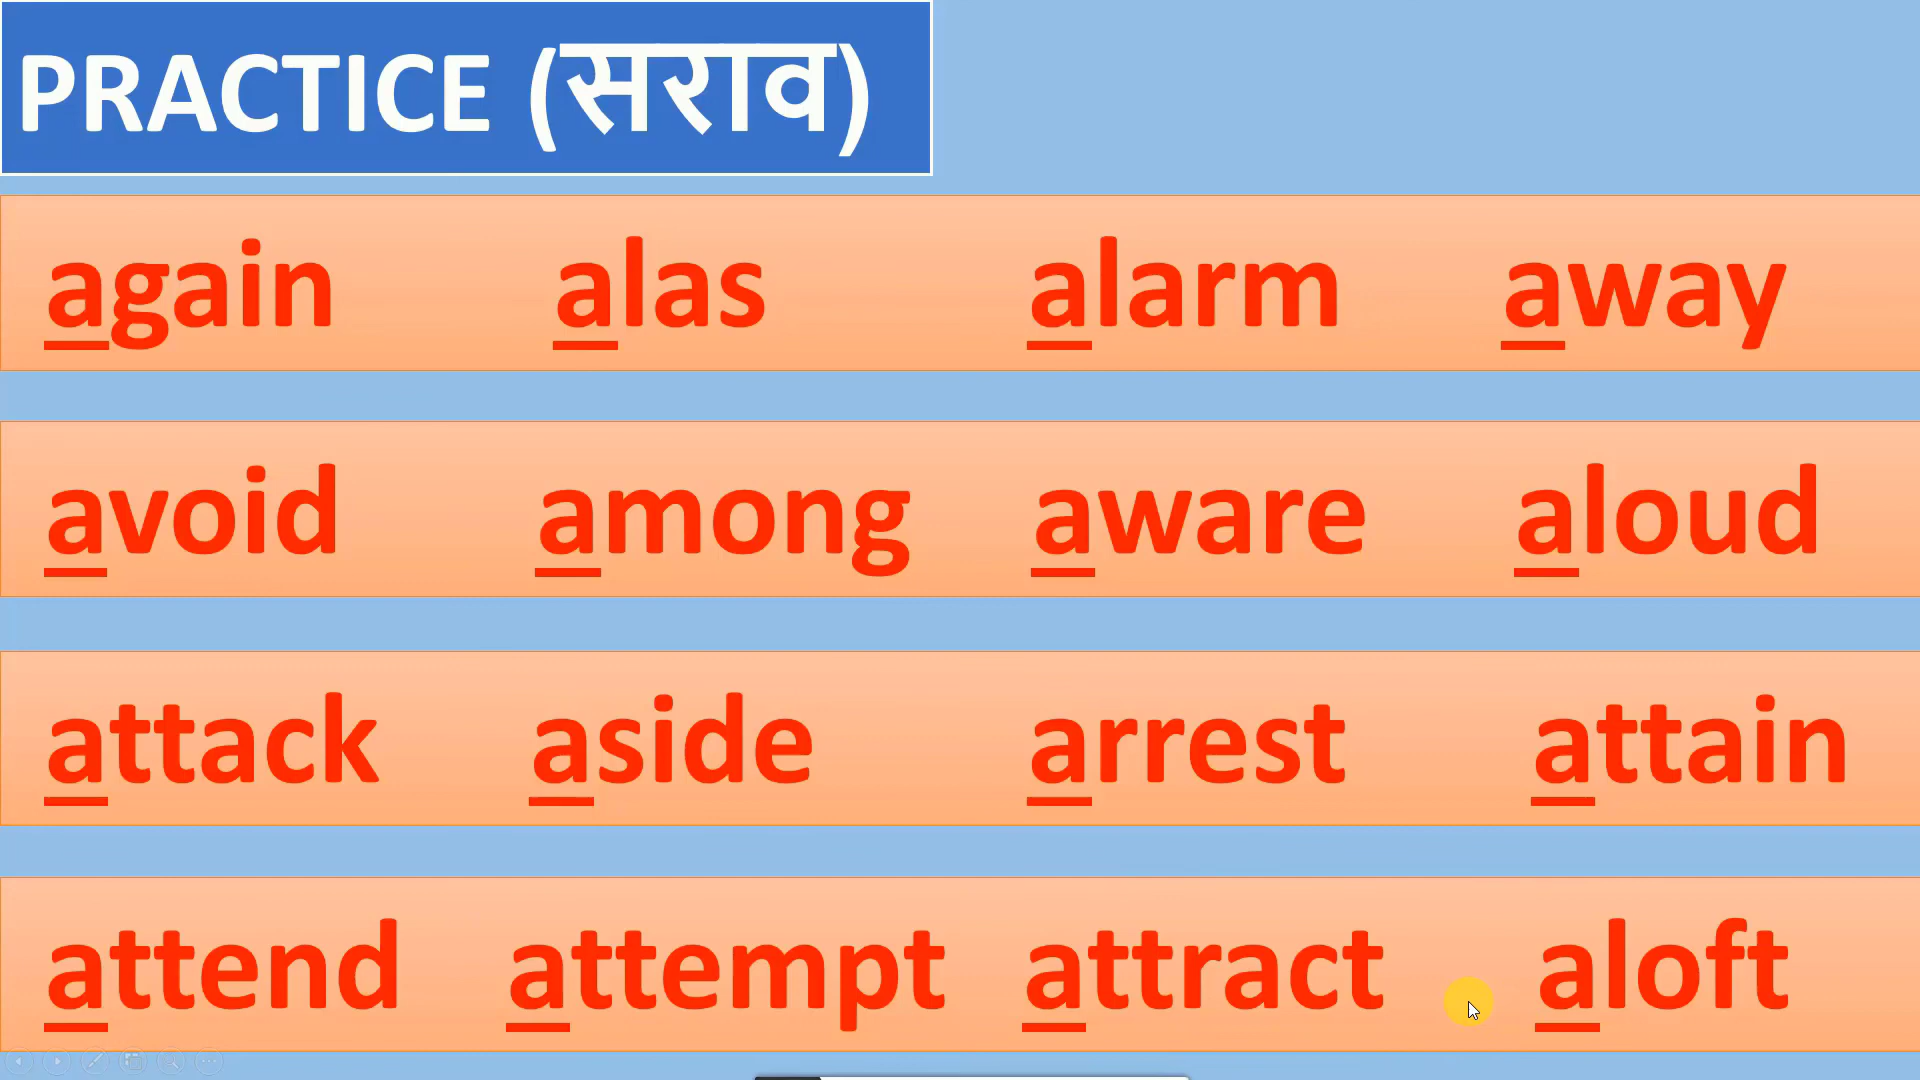 PRACTICE (सराव)
again alas alarm away
avoid among aware aloud
attack aside arrest attain
attend attempt attract aloft